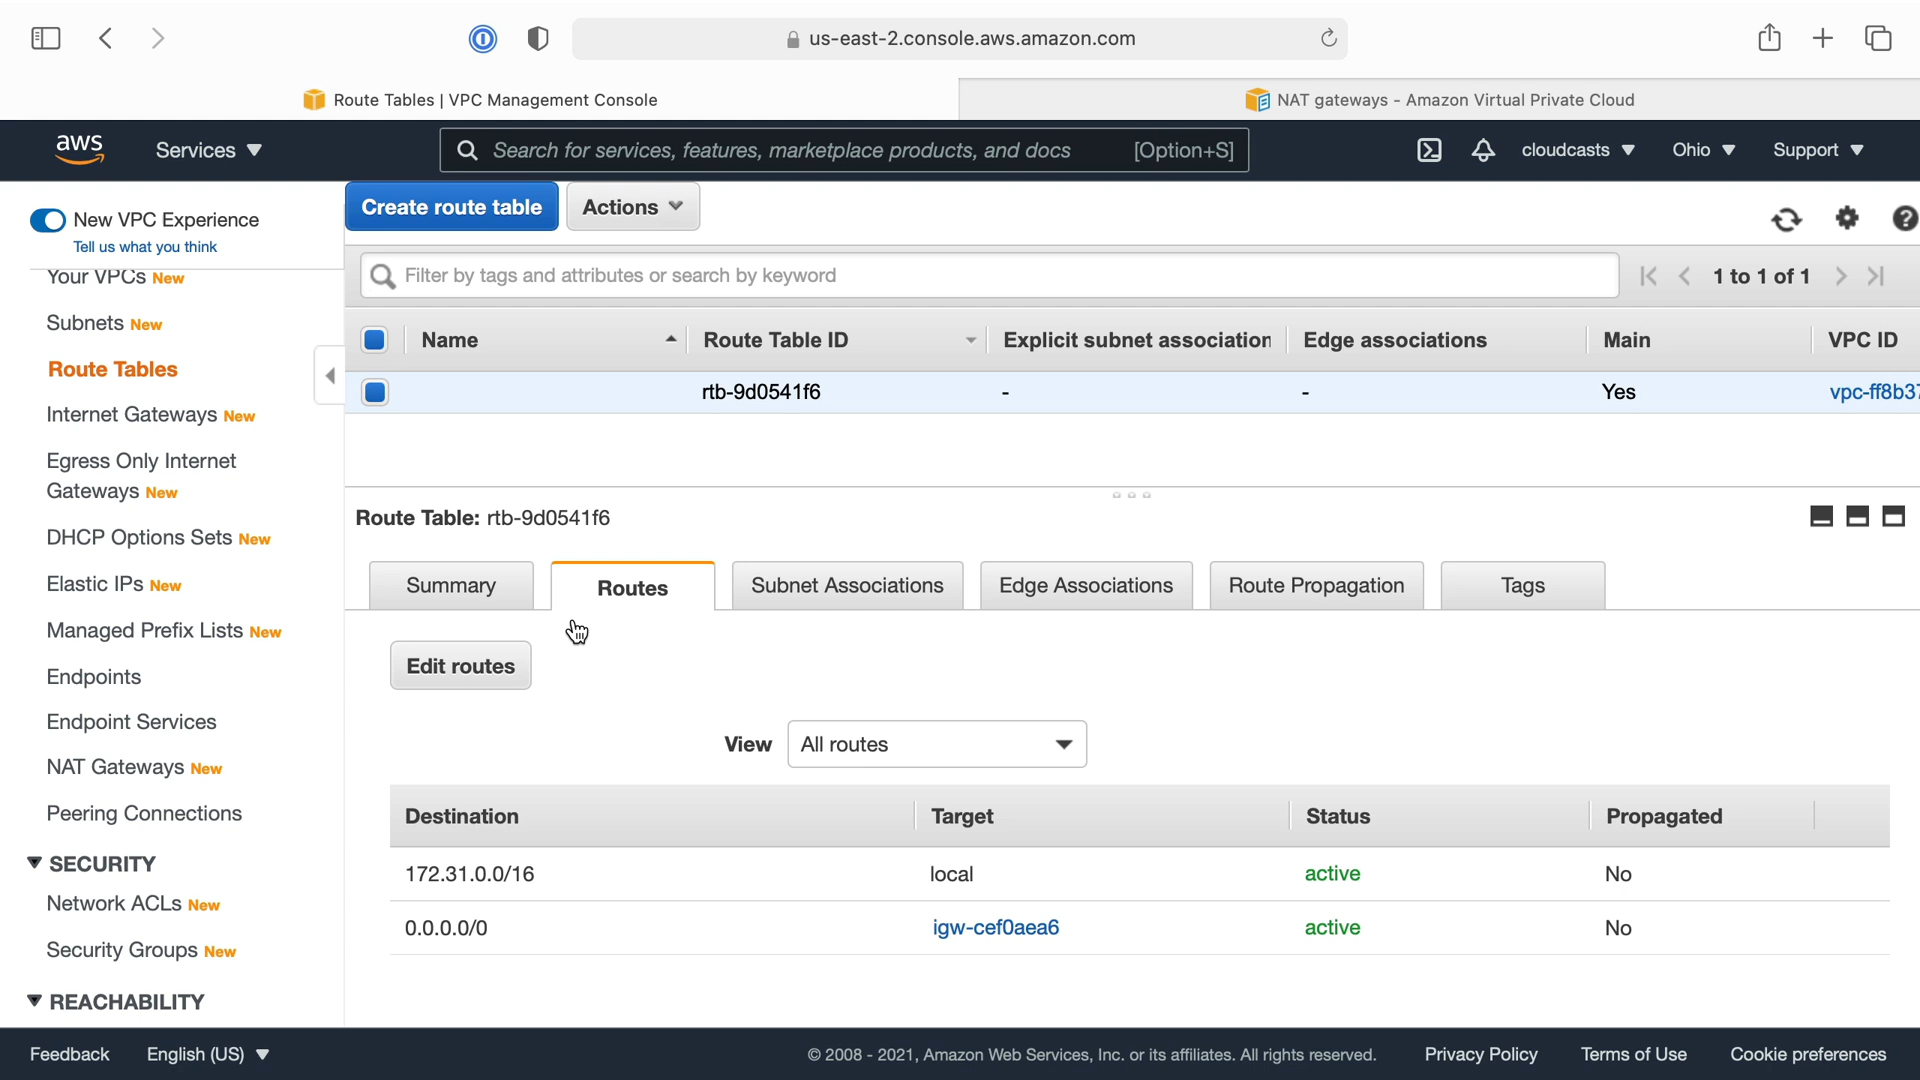 us-east-2.console.aws.amazon.com
Route Tables | VPC Management Console
NAT gateways - Amazon Virtual Private Cloud
aws
Services
Search for services, features, marketplace products, and docs [Option+S]
cloudcasts
Ohio
Support
New VPC Experience
Tell us what you think
Your VPCs New
Subnets New
Route Tables
Internet Gateways New
Egress Only Internet
Gateways New
DHCP Options Sets New
Elastic IPs New
Managed Prefix Lists New
Endpoints
Endpoint Services
NAT Gateways New
Peering Connections
SECURITY
Network ACLs New
Security Groups New
REACHABILITY
Create route table
Actions
Filter by tags and attributes or search by keyword
1 to 1 of 1
Name Route Table ID Explicit subnet association Edge associations Main VPC ID
rtb-9d0541f6 - - Yes vpc-ff8b37
Route Table: rtb-9d0541f6
Summary Routes Subnet Associations Edge Associations Route Propagation Tags
Edit routes
View All routes
Destination Target Status Propagated
172.31.0.0/16 local active No
0.0.0.0/0 igw-cef0aea6 active No
Feedback English (US) © 2008 - 2021, Amazon Web Services, Inc. or its affiliates. All rights reserved. Privacy Policy Terms of Use Cookie preferences